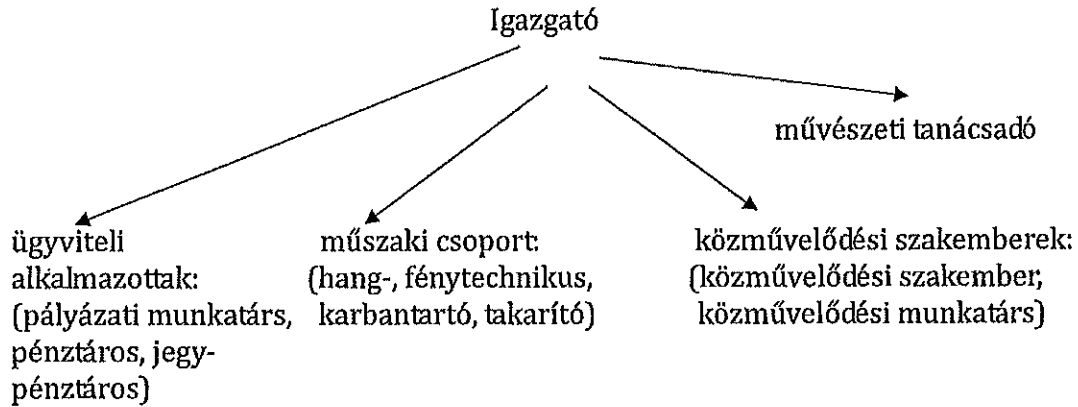 Igazgató
művészeti tanácsadó
ügyviteli
alkalmazottak:
(pályázati munkatárs,
pénztáros, jegy-
pénztáros)
műszaki csoport:
(hang-, fénytechnikus,
karbantartó, takarító)
közművelődési szakemberek:
(közművelődési szakember,
közművelődési munkatárs)